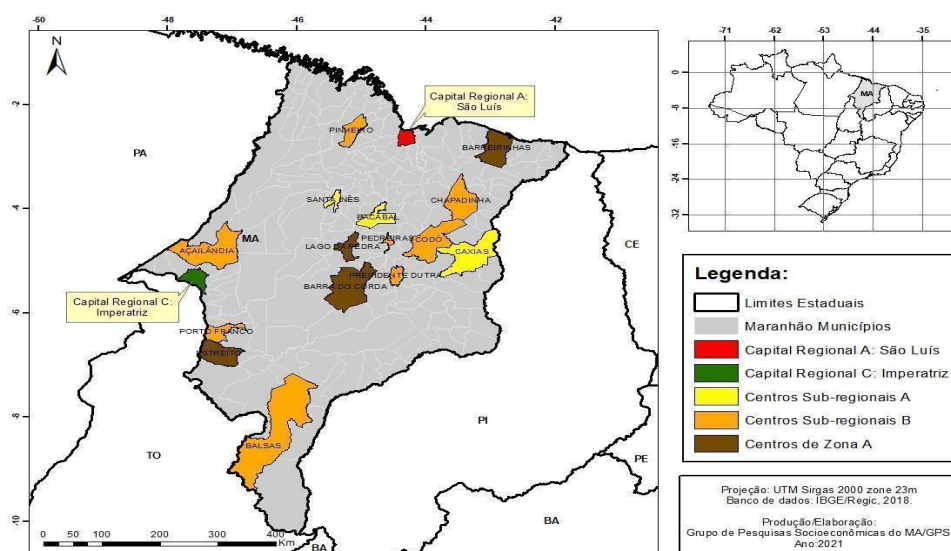 -50
-48
-46
-44
-42
N
-2
-4
-6
-8
-10
Capital Regional A:
São Luís
PINHEIRO
BARREIRINHAS
PA
SANTA INÊS
CHAPADINHA
BACABAL
MA
AÇAILÂNDIA
PEDREIRAS
CODÓ
LAGO DA PEDRA
CAXIAS
CE
PRESIDENTE DUTRA
BARRA DO CORDA
Capital Regional C:
Imperatriz
PORTO FRANCO
ESTREITO
BALSAS
PI
TO
PE
BA
BA
0 50 100 200 300 400
Km
-71
-62
-53
-44
-35
0
-8
-16
-24
-32
MA
Legenda:
Limites Estaduais
Maranhão Municípios
Capital Regional A: São Luís
Capital Regional C: Imperatriz
Centros Sub-regionais A
Centros Sub-regionais B
Centros de Zona A
Projeção: UTM Sirgas 2000 zone 23m
Banco de dados: IBGE/Regic, 2018.
Produção/Elaboração:
Grupo de Pesquisas Socioeconômicas do MA/GPS
Ano:2021